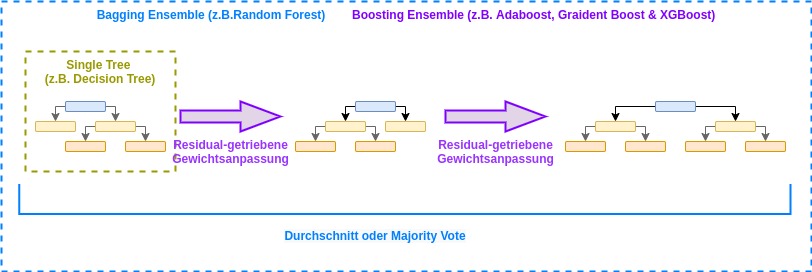 Bagging Ensemble (z.B.Random Forest)
Boosting Ensemble (z.B. Adaboost, Graident Boost & XGBoost)
Single Tree
(z.B. Decision Tree)
Residual-getriebene
Gewichtsanpassung
Residual-getriebene
Gewichtsanpassung
Durchschnitt oder Majority Vote